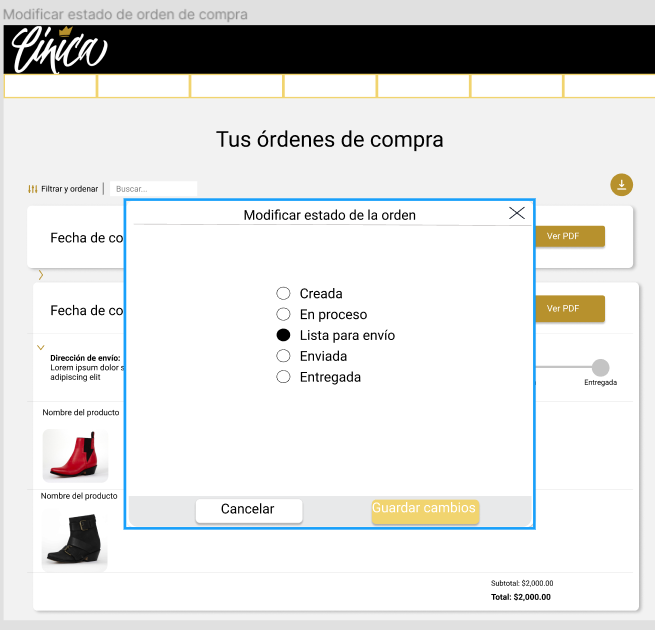 Modificar estado de orden de compra
Cínica
Tus órdenes de compra
Filtrar y ordenar
Buscar...
Modificar estado de la orden
Fecha de co
Ver PDF
Creada
En proceso
Lista para envío
Enviada
Entregada
Fecha de co
Ver PDF
Dirección de envío:
Lorem ipsum dolor s
adipiscing elit
Entregada
Nombre del producto
Nombre del producto
Cancelar
Guardar cambios
Subtotal: $2,000.00
Total: $2,000.00